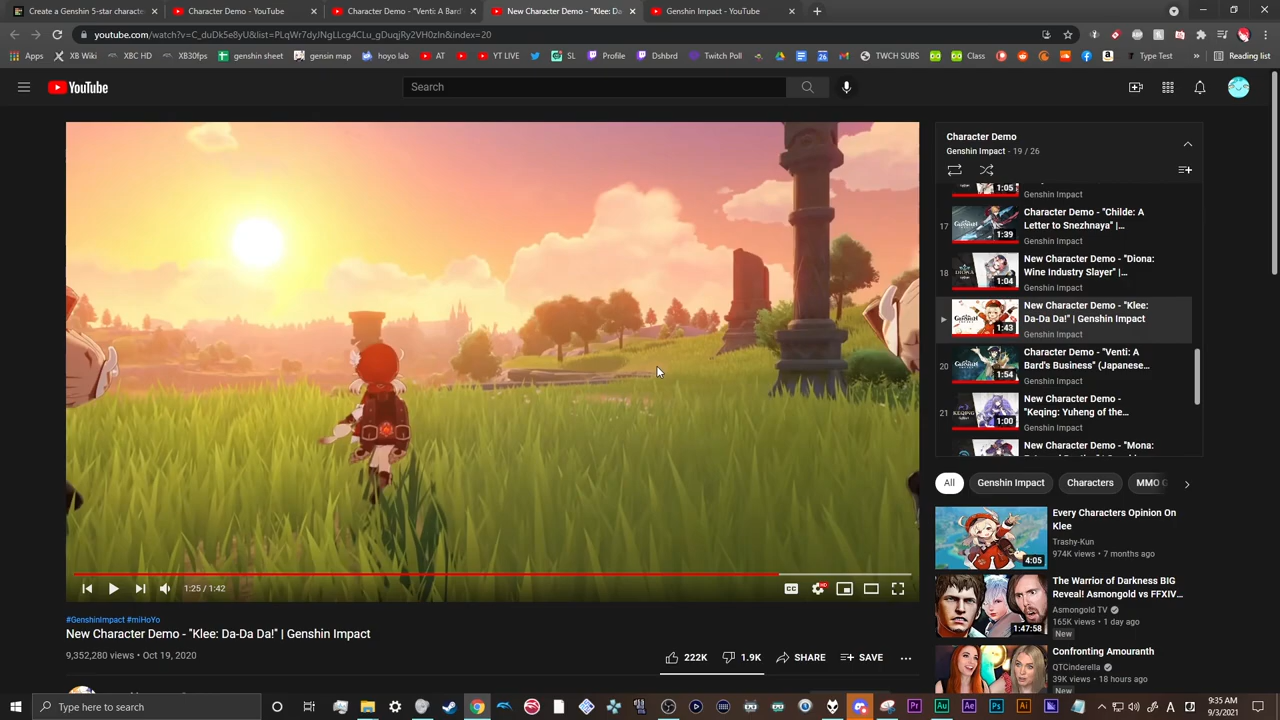 Create a Genshin 5-star characte
Character Demo - YouTube
Character Demo - "Venti: A Bard'
New Character Demo - "Klee: Da-
Genshin Impact - YouTube
youtube.com/watch?v=C_duDk5e8yU&list=PLqWr7dyJNgLLcg4CLu_gDuqjRy2VH0zIn&index=20
Apps
XB Wiki
XBC HD
XB30fps
genshin sheet
gensin map
hoyo lab
AT
YT
YT LIVE
SL
Profile
Dshbrd
Twitch Poll
TWCH SUBS
Class
Type Test
Reading list
YouTube
Search
Character Demo
Genshin Impact - 19 / 26
1:05
Genshin Impact
17
1:39
Character Demo - "Childe: A
Letter to Snezhnaya" |...
Genshin Impact
18
1:04
New Character Demo - "Diona:
Wine Industry Slayer" |...
Genshin Impact
1:43
New Character Demo - "Klee:
Da-Da Da!" | Genshin Impact
Genshin Impact
20
1:54
Character Demo - "Venti: A
Bard's Business" (Japanese...
Genshin Impact
21
1:00
New Character Demo -
"Keqing: Yuheng of the...
Genshin Impact
New Character Demo - "Mona:
All
Genshin Impact
Characters
MMO
4:05
Every Characters Opinion On
Klee
Trashy-Kun
974K views • 7 months ago
1:47:58
The Warrior of Darkness BIG
Reveal! Asmongold vs FFXIV...
Asmongold TV
165K views • 1 day ago
New
Confronting Amouranth
QTCinderella
39K views • 18 hours ago
New
1:25 / 1:42
CC
HD
#GenshinImpact #miHoYo
New Character Demo - "Klee: Da-Da Da!" | Genshin Impact
9,352,280 views • Oct 19, 2020
222K
1.9K
SHARE
SAVE
Type here to search
9:35 AM
9/3/2021